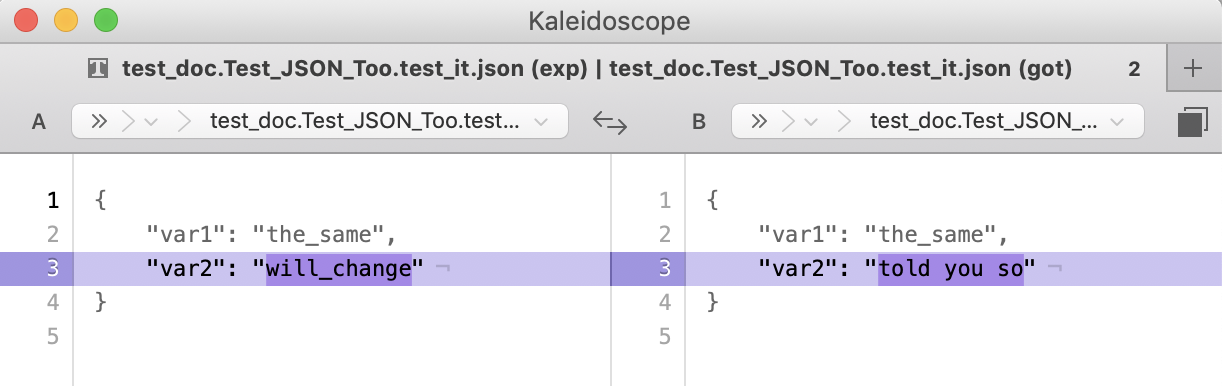 Kaleidoscope
test_doc.Test_JSON_Too.test_it.json (exp) | test_doc.Test_JSON_Too.test_it.json (got) 2 +
A » test_doc.Test_JSON_Too.test... B » test_doc.Test_JSON_...
1 { 1 {
2 "var1": "the_same", 2 "var1": "the_same",
3 "var2": "will_change" ¬ 3 "var2": "told you so" ¬
4 } 4 }
5 5